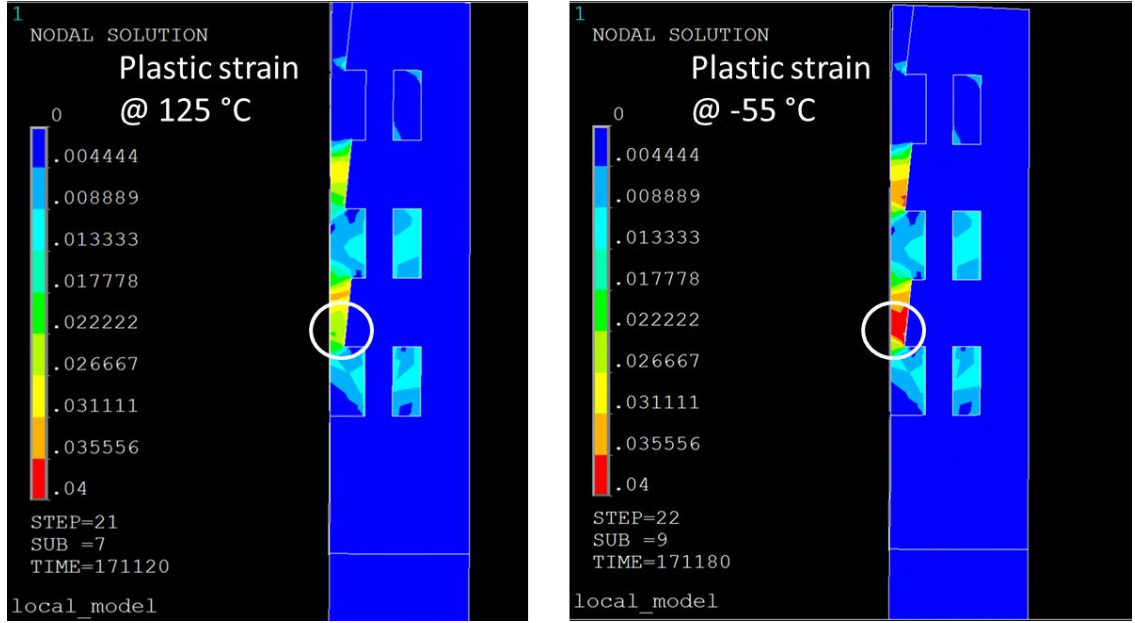 1
NODAL SOLUTION
Plastic strain
@ 125 °C
0
.004444
.008889
.013333
.017778
.022222
.026667
.031111
.035556
.04
STEP=21
SUB =7
TIME=171120
local_model
1
NODAL SOLUTION
Plastic strain
@ -55 °C
0
.004444
.008889
.013333
.017778
.022222
.026667
.031111
.035556
.04
STEP=22
SUB =9
TIME=171180
local_model